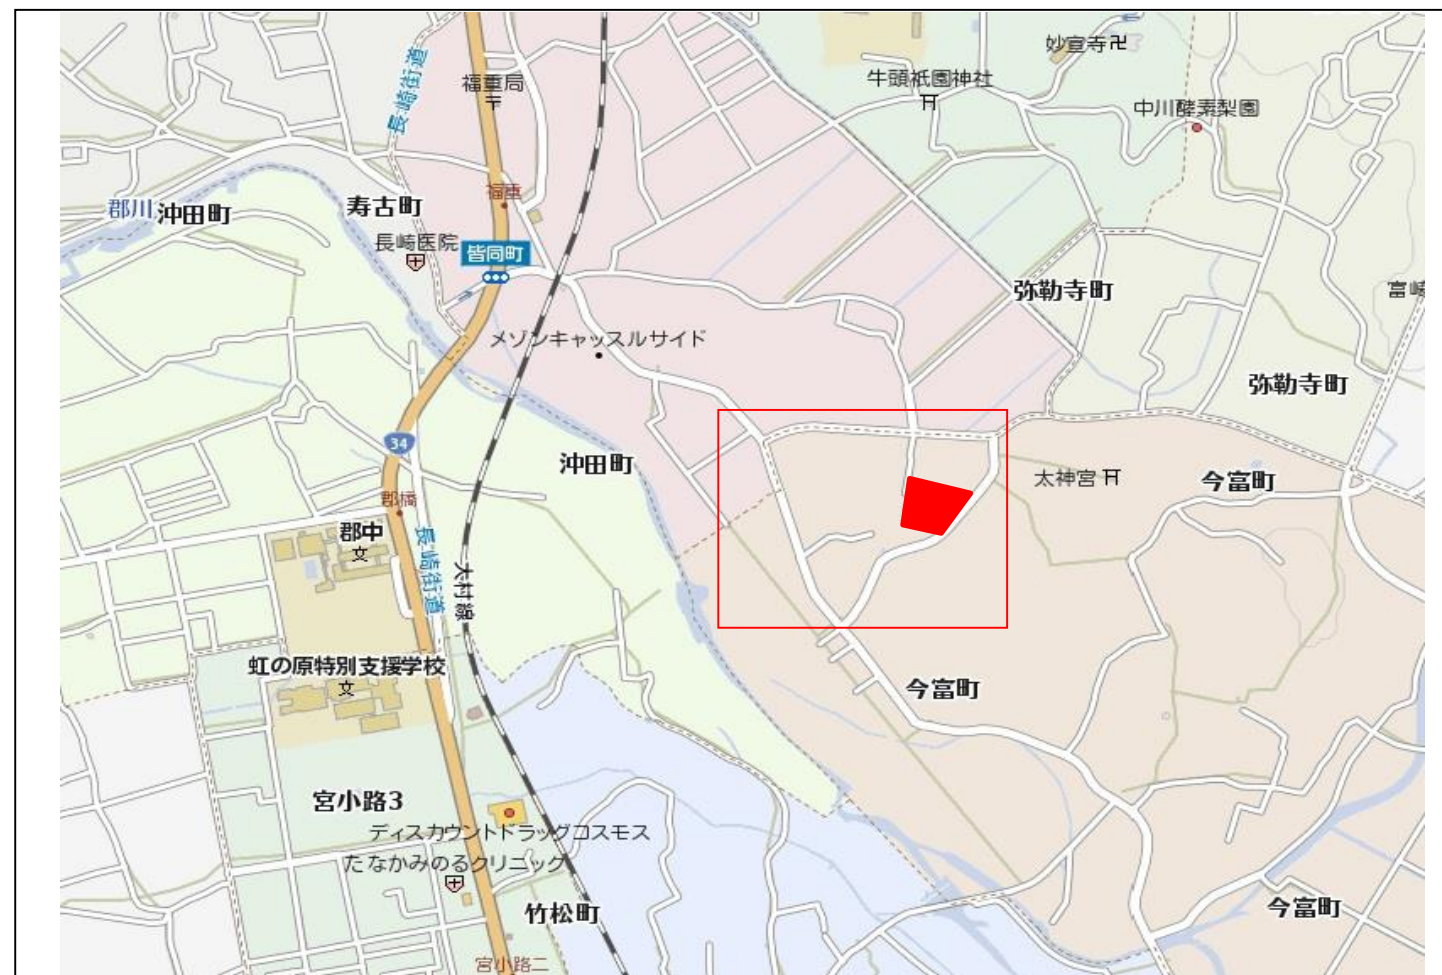 妙宣寺
長崎街道
福重局
牛頭祇園神社
中川酵素梨園
福重
郡川
沖田町
寿古町
長崎医院
皆同町
弥勒寺町
富崎
メゾンキャッスルサイド
弥勒寺町
34
沖田町
太神宮
今富町
郡橋
郡中
文
長崎街道
大村線
虹の原特別支援学校
文
今富町
宮小路3
ディスカウントドラッグコスモス
たなかみのるクリニック
竹松町
今富町
宮小路二